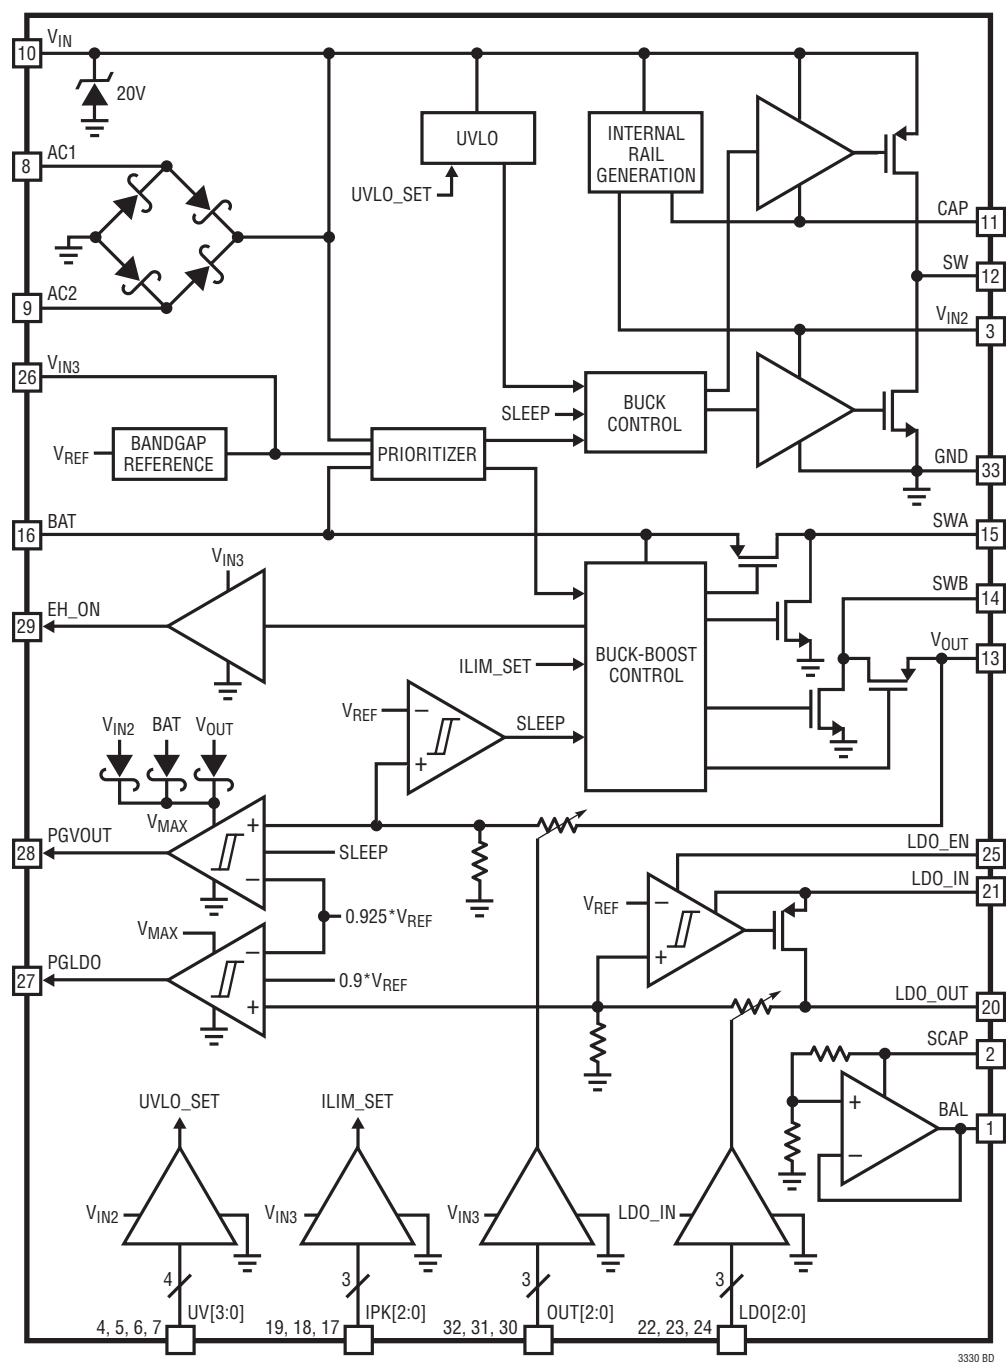 10 VIN
20V
UVLO
UVLO_SET
INTERNAL
RAIL
GENERATION
8 AC1
CAP 11
SW 12
9 AC2
VIN2 3
26 VIN3
SLEEP
BUCK
CONTROL
VREF
BANDGAP
REFERENCE
PRIORITIZER
GND 33
16 BAT
SWA 15
VIN3
SWB 14
29 EH_ON
VOUT 13
ILIM_SET
BUCK-BOOST
CONTROL
VREF
−
+
SLEEP
VIN2 BAT VOUT
VMAX
28 PGVOUT
+
SLEEP
−
LDO_EN 25
LDO_IN 21
VREF
−
+
0.925*VREF
VMAX
−
27 PGLDO
0.9*VREF
+
LDO_OUT 20
SCAP 2
+
−
BAL 1
UVLO_SET
ILIM_SET
VIN2
VIN3
VIN3
LDO_IN
4
3
3
3
UV[3:0]
IPK[2:0]
OUT[2:0]
LDO[2:0]
4, 5, 6, 7
19, 18, 17
32, 31, 30
22, 23, 24
3330 BD